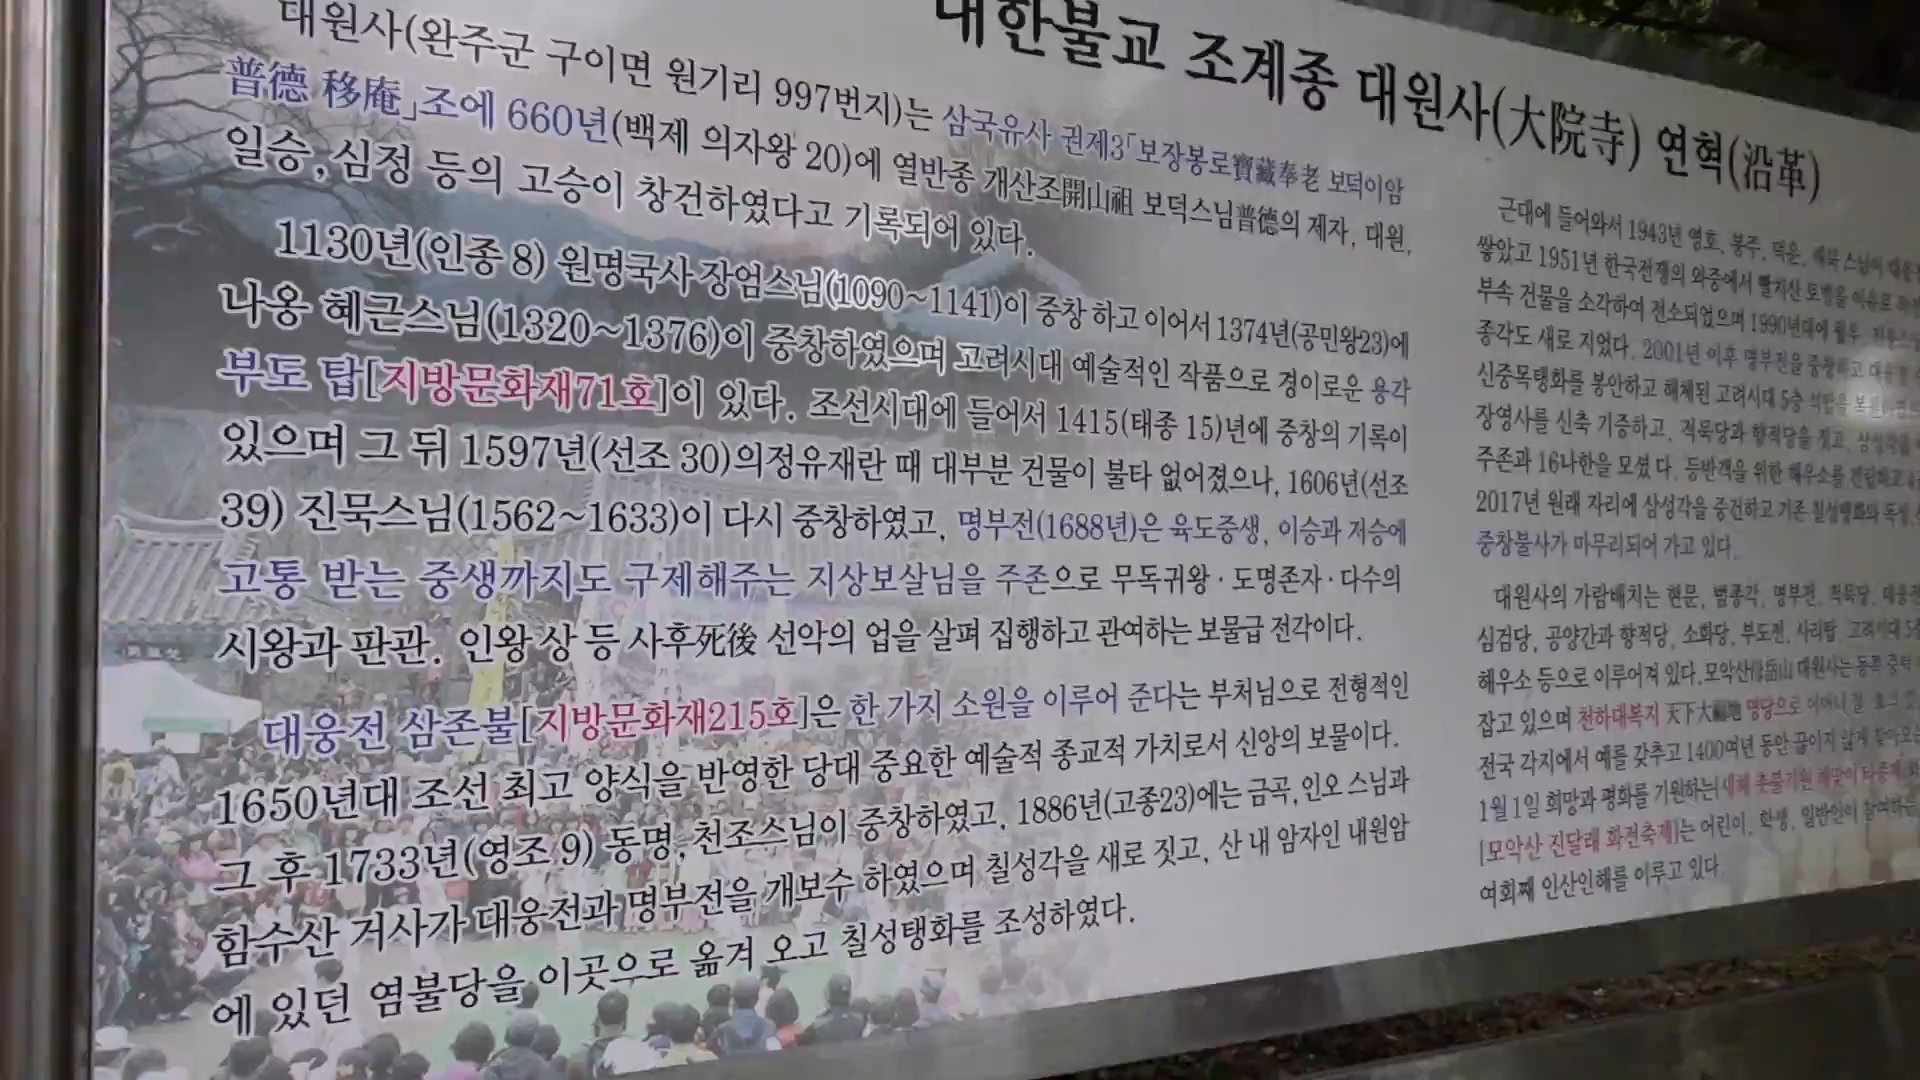 대한불교 조계종 대원사(大院寺) 연혁(沿革)
대원사(완주군 구이면 원기리 997번지)는 삼국유사 권제3「보장봉로寶藏奉老 보덕이암
普德 移庵」조에 660년(백제 의자왕 20)에 열반종 개산조開山祖 보덕스님普德의 제자, 대원,
일승, 심정 등의 고승이 창건하였다고 기록되어 있다.
1130년(인종 8) 원명국사 장엄스님(1090~1141)이 중창 하고 이어서 1374년(공민왕23)에
나옹 혜근스님(1320~1376)이 중창하였으며 고려시대 예술적인 작품으로 경이로운 용각
부도 탑[지방문화재71호]이 있다. 조선시대에 들어서 1415(태종 15)년에 중창의 기록이
있으며 그 뒤 1597년(선조 30)의정유재란 때 대부분 건물이 불타 없어졌으나, 1606년(선조
39) 진묵스님(1562~1633)이 다시 중창하였고, 명부전(1688년)은 육도중생, 이승과 저승에
고통 받는 중생까지도 구제해주는 지상보살님을 주존으로 무독귀왕·도명존자·다수의
시왕과 판관. 인왕 상 등 사후死後 선악의 업을 살펴 집행하고 관여하는 보물급 전각이다.
대웅전 삼존불[지방문화재215호]은 한 가지 소원을 이루어 준다는 부처님으로 전형적인
1650년대 조선 최고 양식을 반영한 당대 중요한 예술적 종교적 가치로서 신앙의 보물이다.
그 후 1733년(영조 9) 동명, 천조스님이 중창하였고, 1886년(고종23)에는 금곡, 인오 스님과
함수산 거사가 대웅전과 명부전을 개보수 하였으며 칠성각을 새로 짓고, 산 내 암자인 내원암
에 있던 염불당을 이곳으로 옮겨 오고 칠성탱화를 조성하였다.
근대에 들어와서 1943년 영호, 봉주, 덕운,
쌓았고 1951년 한국전쟁의 와중에서 빨치산 토벌을 이유로
부속 건물을 소각하여 전소되었으며 1990년대에 월우,
종각도 새로 지었다. 2001년 이후 명부전을 중창하고
신중목탱화를 봉안하고 해체된 고려시대 5층 석탑을
장영사를 신축 기증하고, 적묵당과 향적당을 짓고,
주존과 16나한을 모셨 다. 등반객을 위한 해우소를
2017년 원래 자리에 삼성각을 중건하고 기존 칠성탱화와
중창불사가 마무리되어 가고 있다.
대원사의 가람배치는 현문, 범종각, 명부전, 적묵당,
심검당, 공양간과 향적당, 소화당, 부도전, 사리탑, 고려시대
해우소 등으로 이루어져 있다.모악산母岳山 대원사는 동쪽
잡고 있으며 천하대복지 天下大福地 명당으로
전국 각지에서 예를 갖추고 1400여년 동안 끊이지 않게
1월 1일 희망과 평화를 기원하는[새해 촛불기원 해맞이 타종제
[모악산 진달래 화전축제]는 어린이, 학생, 일반인이 참여하는
여회째 인산인해를 이루고 있다